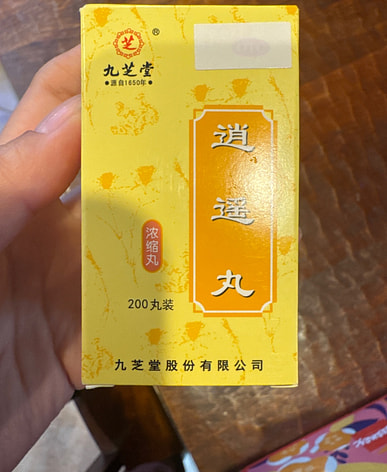 芝
®
九芝堂
●源自1650年●
逍遥丸
浓缩丸
200丸装
九芝堂股份有限公司